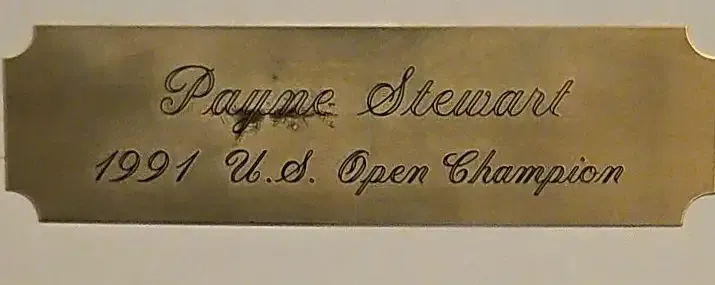 Payne Stewart
1991 U.S. Open Champion